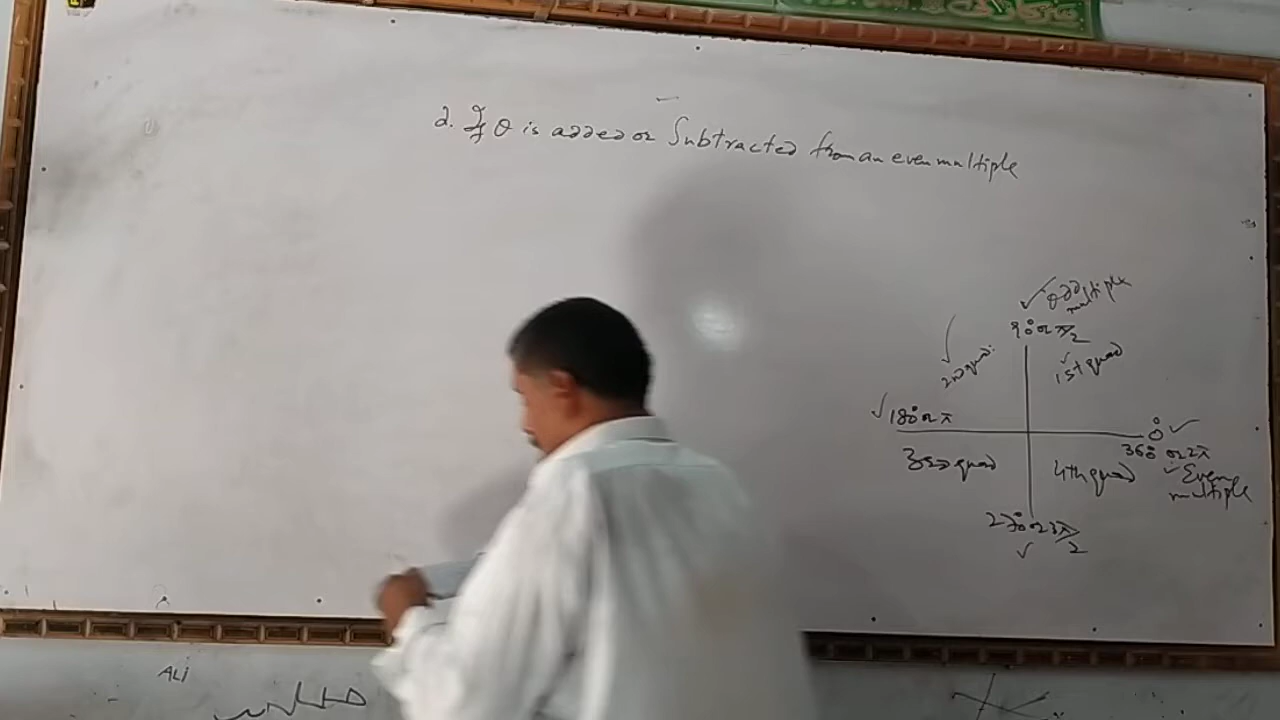 2. If θ is added or Subtracted from an even multiple
odd
multiple
90° or π/2
2nd quad:
1st quad
180° or π
0°
360° or 2π
3rd quad
4th quad
Even
multiple
270° or 3π/2
ALi